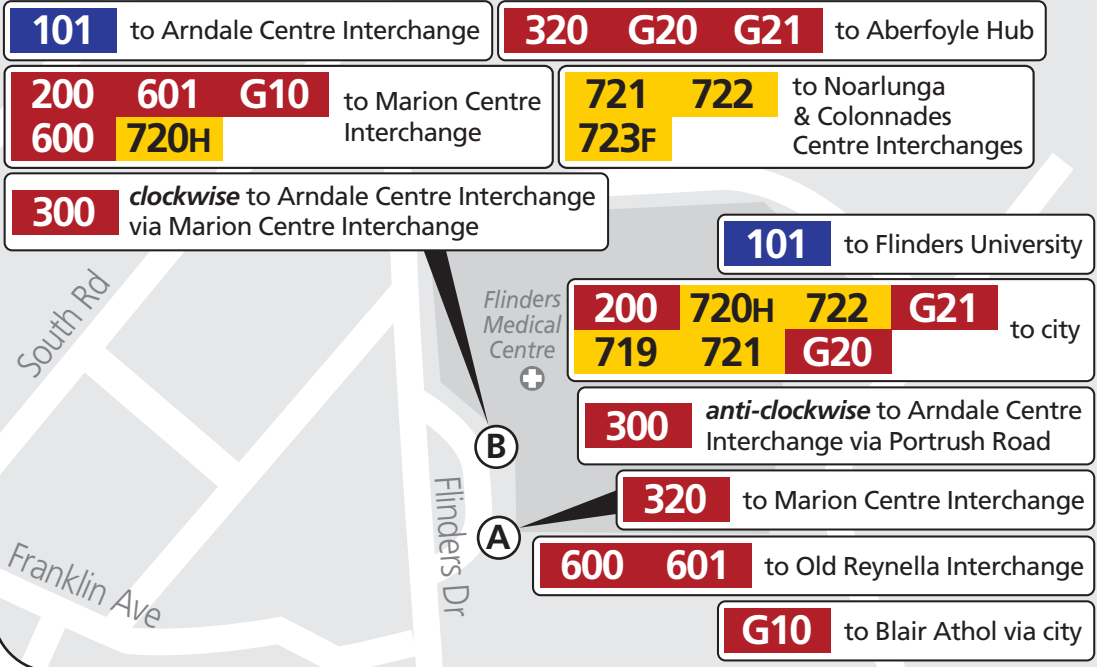 101 to Arndale Centre Interchange
320 G20 G21 to Aberfoyle Hub
200 601 G10
600 720H
to Marion Centre
Interchange
721 722
723F
to Noarlunga
& Colonnades
Centre Interchanges
300
clockwise to Arndale Centre Interchange
via Marion Centre Interchange
101 to Flinders University
South Rd
Flinders
Medical
Centre
200 720H 722 G21
719 721 G20
to city
300
anti-clockwise to Arndale Centre
Interchange via Portrush Road
B
320 to Marion Centre Interchange
A
Flinders Dr
600 601 to Old Reynella Interchange
Franklin Ave
G10 to Blair Athol via city